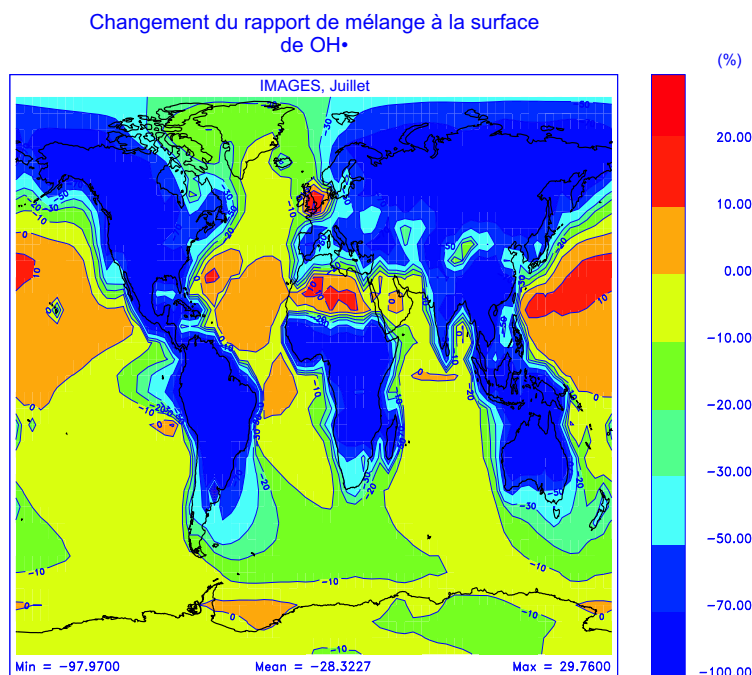 Changement du rapport de mélange à la surface
de OH•
(%)
IMAGES, Juillet
20.00
10.00
0.00
−10.00
−20.00
−30.00
−50.00
−70.00
−100.00
Min = −97.9700 Mean = −28.3227 Max = 29.7600